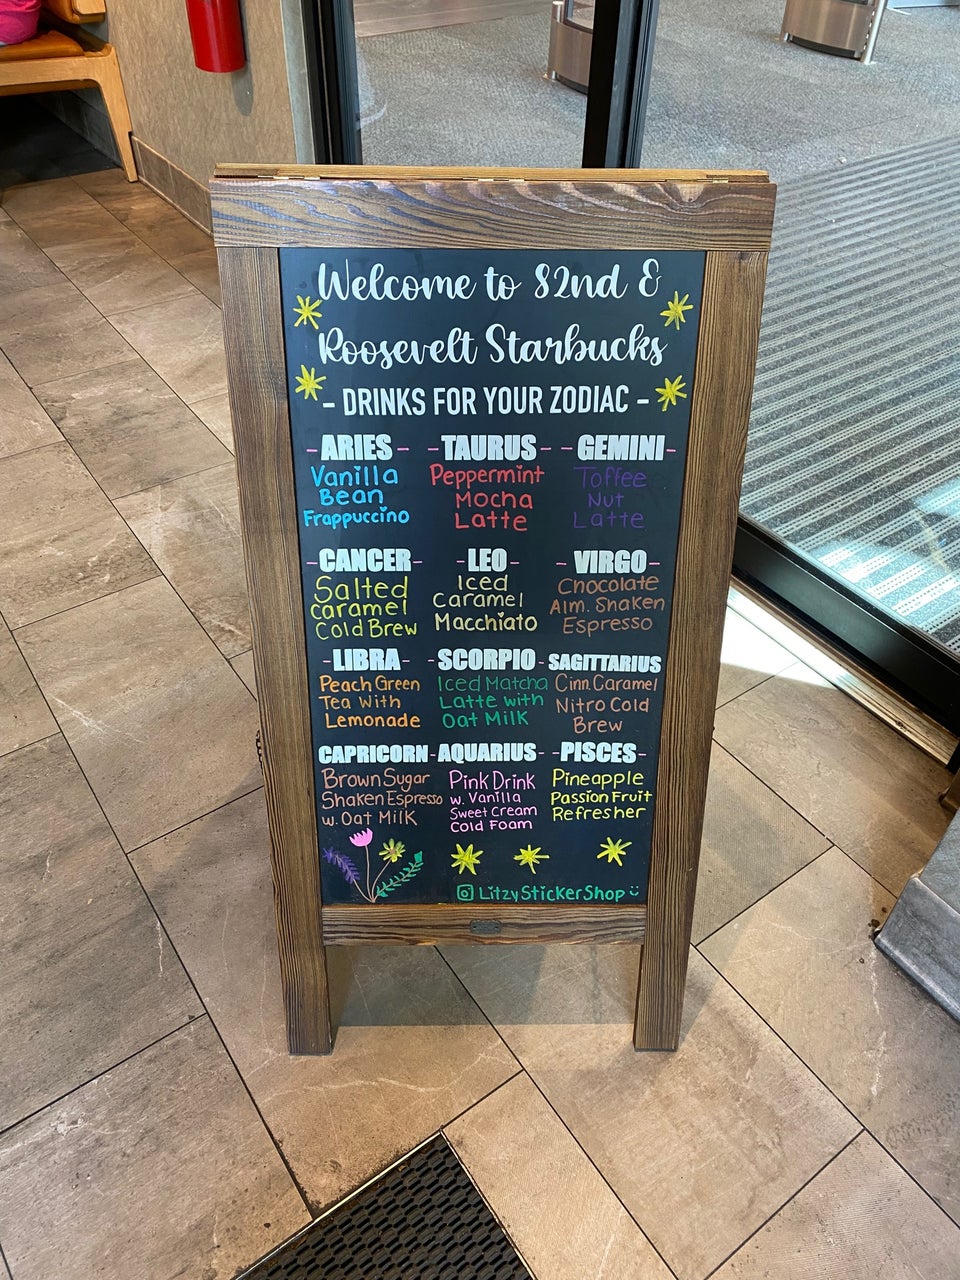 Welcome to 82nd &
Roosevelt Starbucks
- DRINKS FOR YOUR ZODIAC -
- ARIES -
Vanilla
Bean
Frappuccino
- TAURUS -
Peppermint
Mocha
Latte
- GEMINI -
Toffee
Nut
Latte
- CANCER -
Salted
caramel
Cold Brew
- LEO -
Iced
Caramel
Macchiato
- VIRGO -
Chocolate
Alm. Shaken
Espresso
- LIBRA -
Peach Green
Tea With
Lemonade
- SCORPIO -
Iced Matcha
Latte with
Oat Milk
SAGITTARIUS
Cinn. Caramel
Nitro Cold
Brew
CAPRICORN
Brown Sugar
Shaken Espresso
w. Oat Milk
- AQUARIUS -
Pink Drink
w. Vanilla
Sweet Cream
Cold Foam
- PISCES -
Pineapple
Passion Fruit
Refresher
LitzyStickerShop